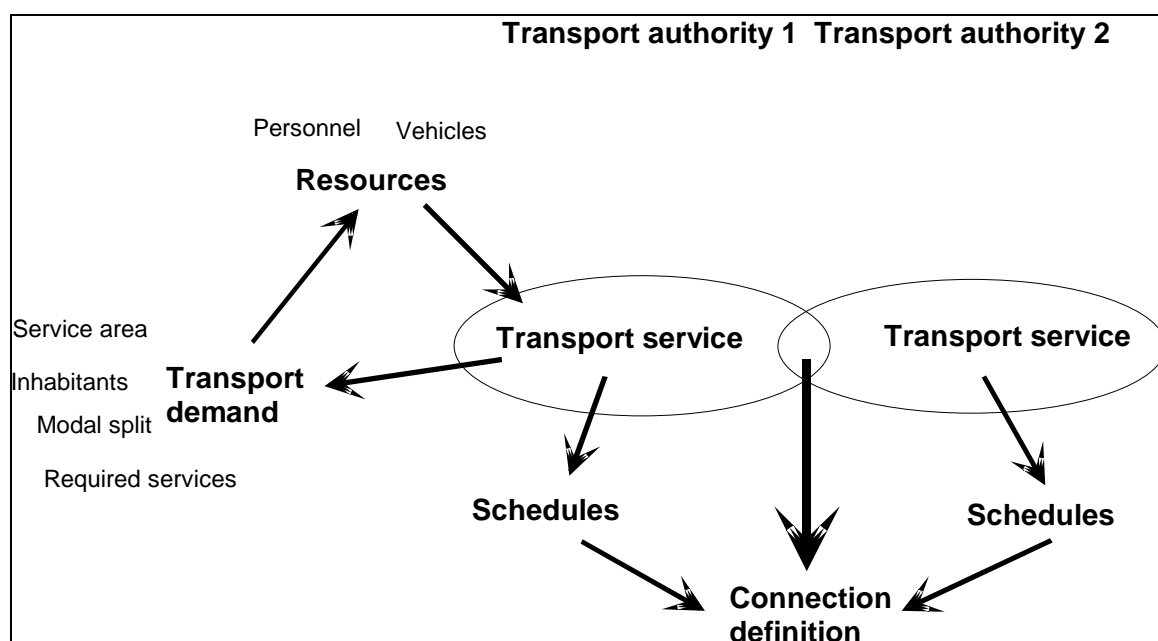 Transport authority 1 Transport authority 2
Personnel Vehicles
Resources
Service area
Transport service
Transport service
Inhabitants
Transport
demand
Modal split
Required services
Schedules
Schedules
Connection
definition